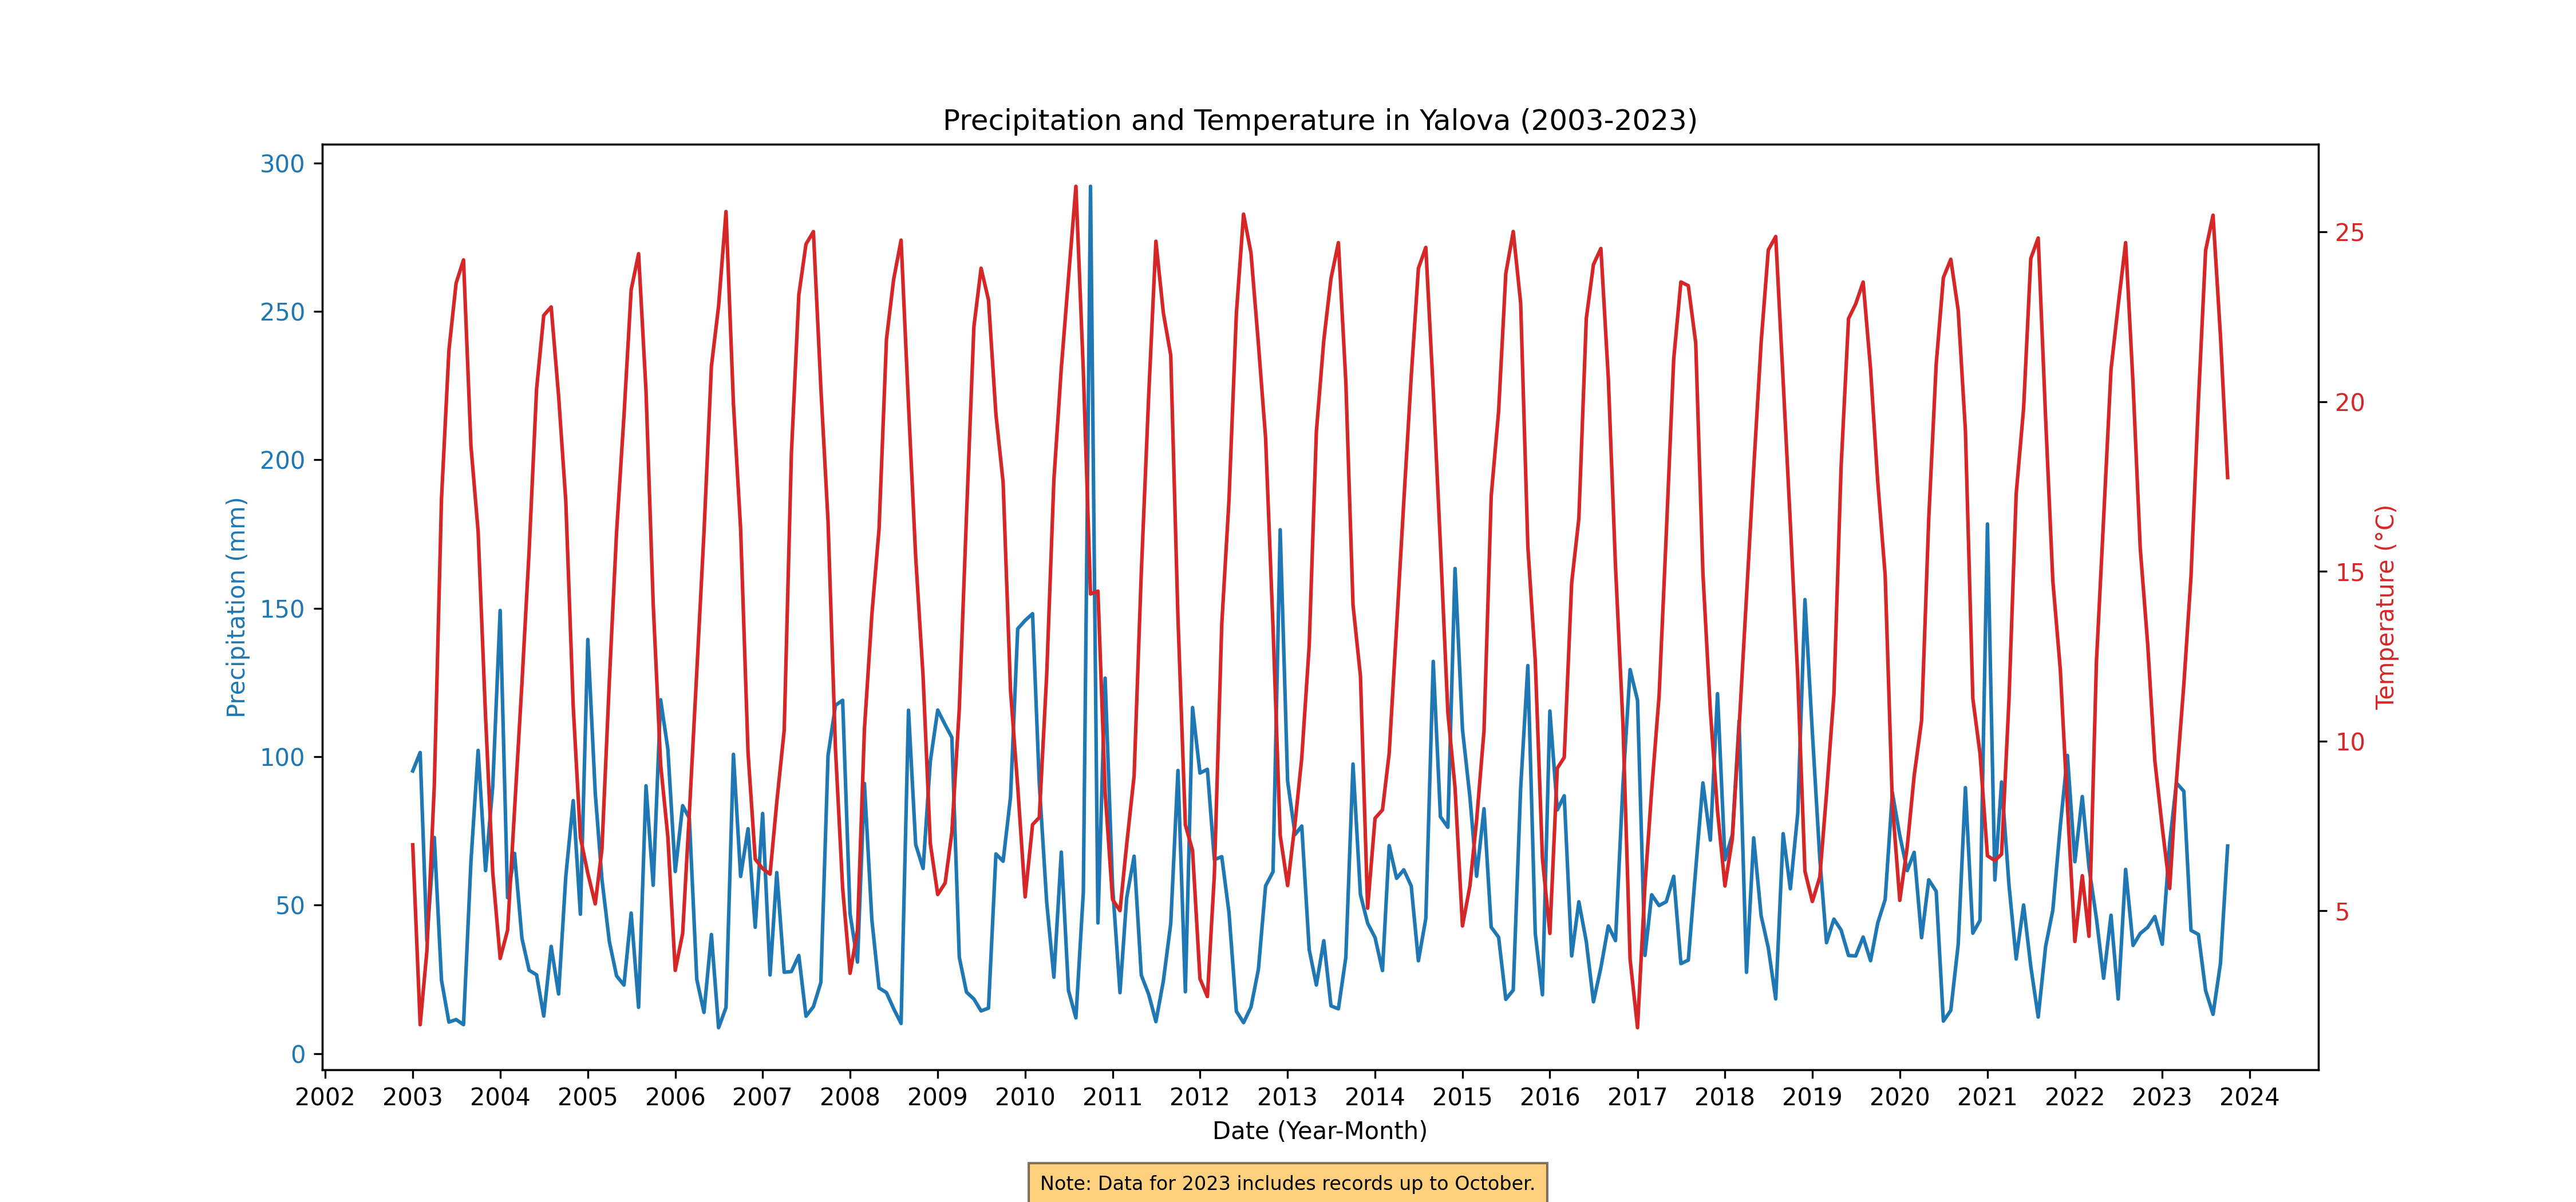 Precipitation and Temperature in Yalova (2003-2023)
300
250
200
150
100
50
0
Precipitation (mm)
25
20
15
10
5
Temperature (°C)
2002 2003 2004 2005 2006 2007 2008 2009 2010 2011 2012 2013 2014 2015 2016 2017 2018 2019 2020 2021 2022 2023 2024
Date (Year-Month)
Note: Data for 2023 includes records up to October.